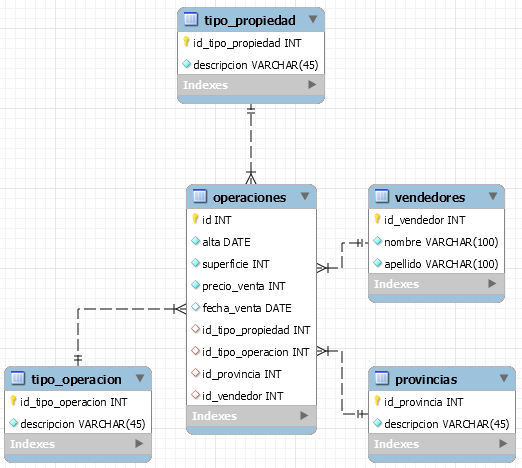 tipo_propiedad
id_tipo_propiedad INT
descripcion VARCHAR(45)
Indexes
operaciones
id INT
alta DATE
superficie INT
precio_venta INT
fecha_venta DATE
id_tipo_propiedad INT
id_tipo_operacion INT
id_provincia INT
id_vendedor INT
Indexes
vendedores
id_vendedor INT
nombre VARCHAR(100)
apellido VARCHAR(100)
Indexes
tipo_operacion
id_tipo_operacion INT
descripcion VARCHAR(45)
Indexes
provincias
id_provincia INT
descripcion VARCHAR(45)
Indexes